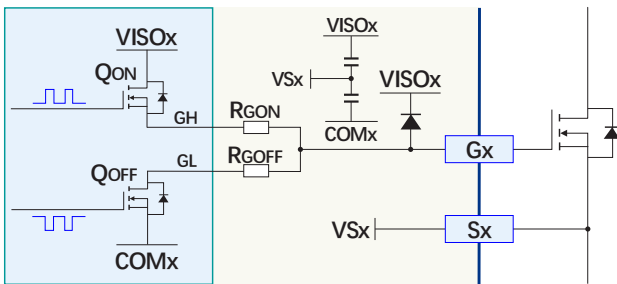 VISOx
QON
GH
RGON
QOFF
GL
RGOFF
COMx
VISOx
VSx
COMx
VISOx
Gx
VSx
Sx